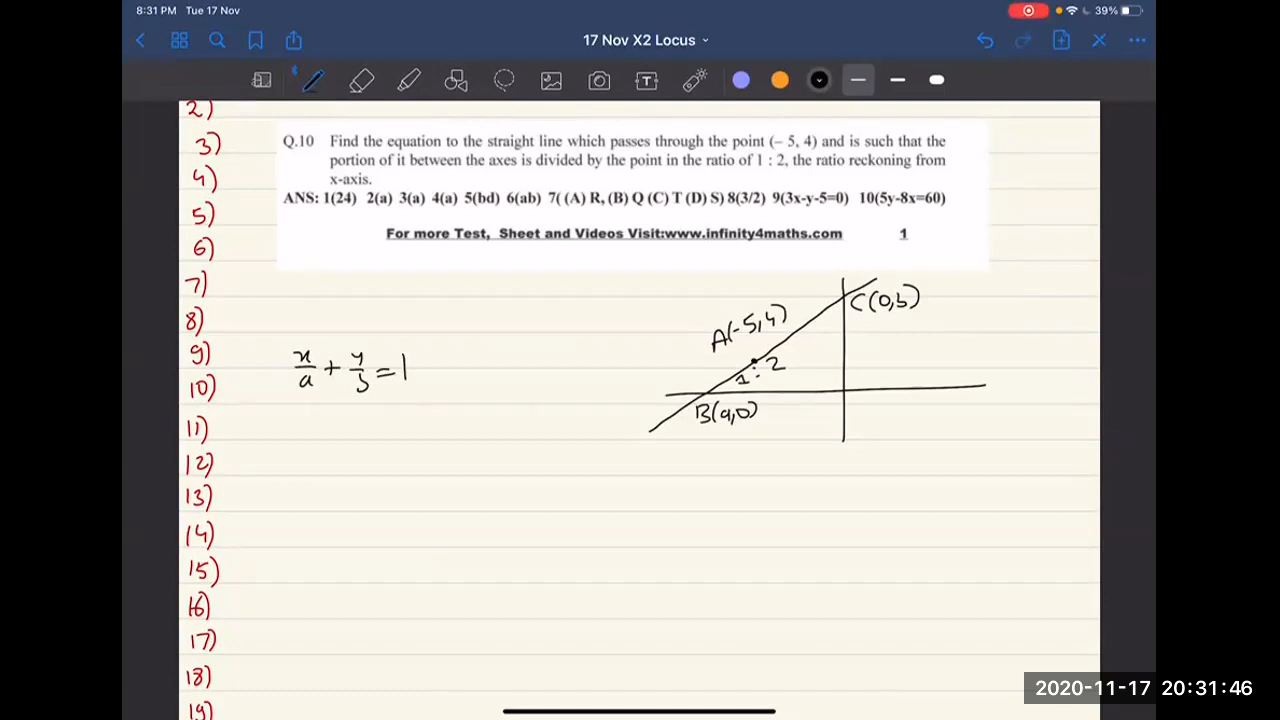 8:31 PM Tue 17 Nov
39%
17 Nov X2 Locus
2)
3)
4)
5)
6)
7)
8)
9)
10)
11)
12)
13)
14)
15)
16)
17)
18)
19)
Q.10 Find the equation to the straight line which passes through the point (– 5, 4) and is such that the
portion of it between the axes is divided by the point in the ratio of 1 : 2, the ratio reckoning from
x-axis.
ANS: 1(24) 2(a) 3(a) 4(a) 5(bd) 6(ab) 7( (A) R, (B) Q (C) T (D) S) 8(3/2) 9(3x-y-5=0) 10(5y-8x=60)
For more Test, Sheet and Videos Visit:www.infinity4maths.com 1
x/a + y/b = 1
A(-5,4)
C(0,b)
1 : 2
B(a,0)
2020-11-17 20:31:46